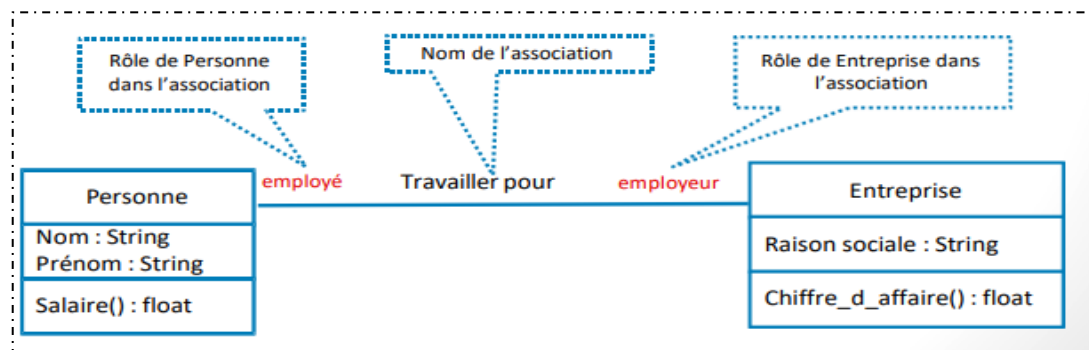 Rôle de Personne
dans l'association
Nom de l'association
Rôle de Entreprise dans
l'association
employé
Travailler pour
employeur
Personne
Nom : String
Prénom : String
Salaire() : float
Entreprise
Raison sociale : String
Chiffre_d_affaire() : float